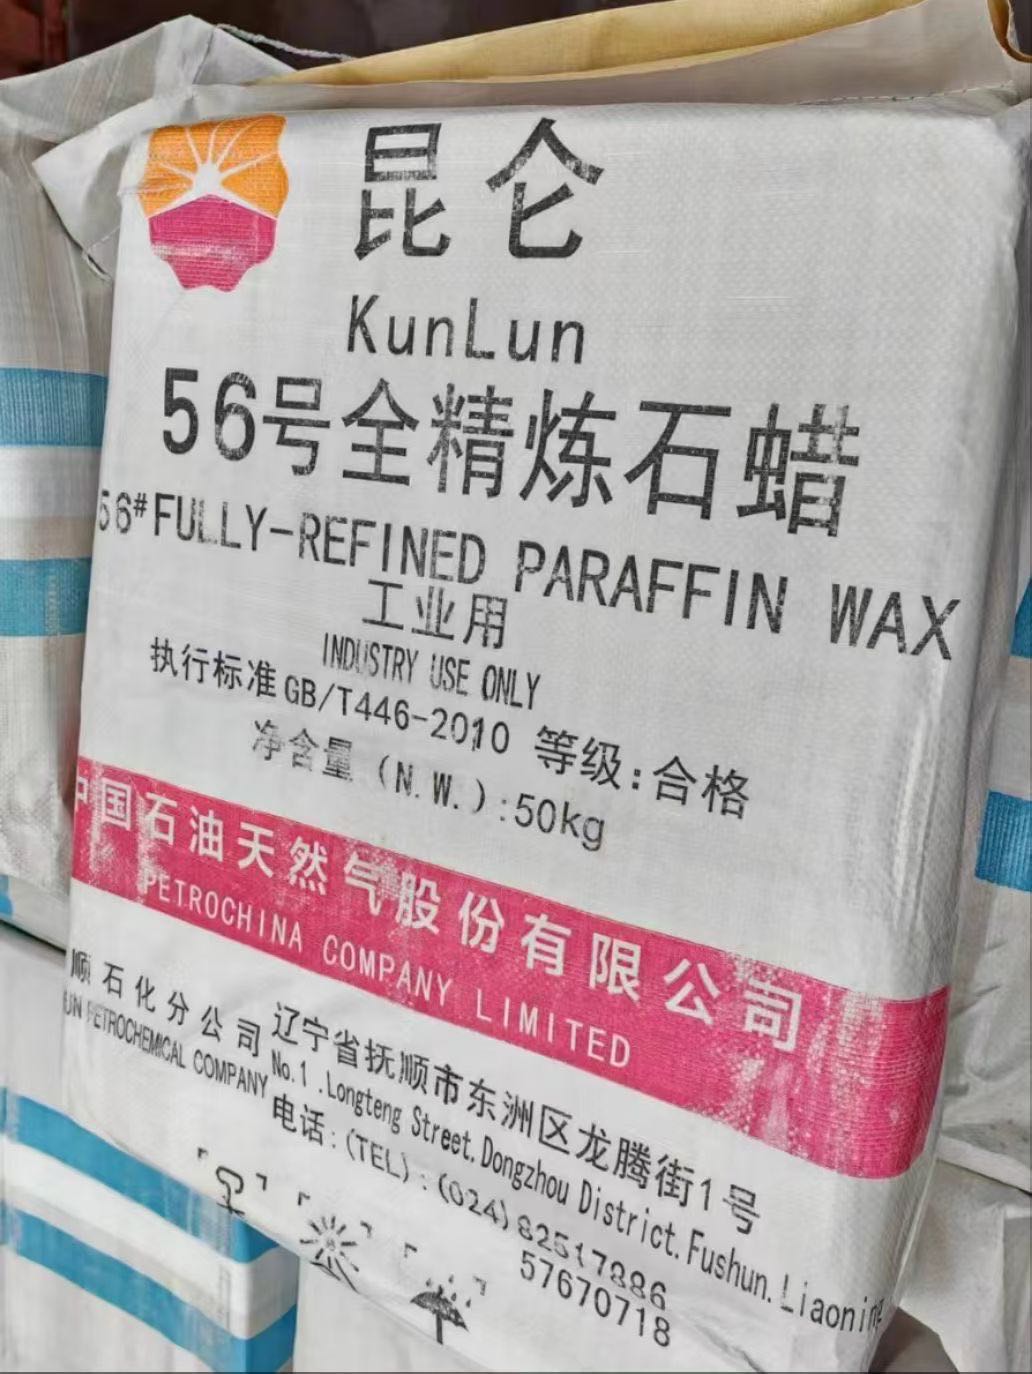 昆仑
KunLun
56号全精炼石蜡
56#FULLY-REFINED PARAFFIN WAX
工业用
INDUSTRY USE ONLY
执行标准GB/T446-2010 等级:合格
净含量 (N.W.):50kg
中国石油天然气股份有限公司
PETROCHINA COMPANY LIMITED
顺石化分公司
PETROCHEMICAL COMPANY
辽宁省抚顺市东洲区龙腾街1号
No.1.Longteng Street.Dongzhou District.Fushun.Liaoning
电话:(TEL):(024)82517886
57670718